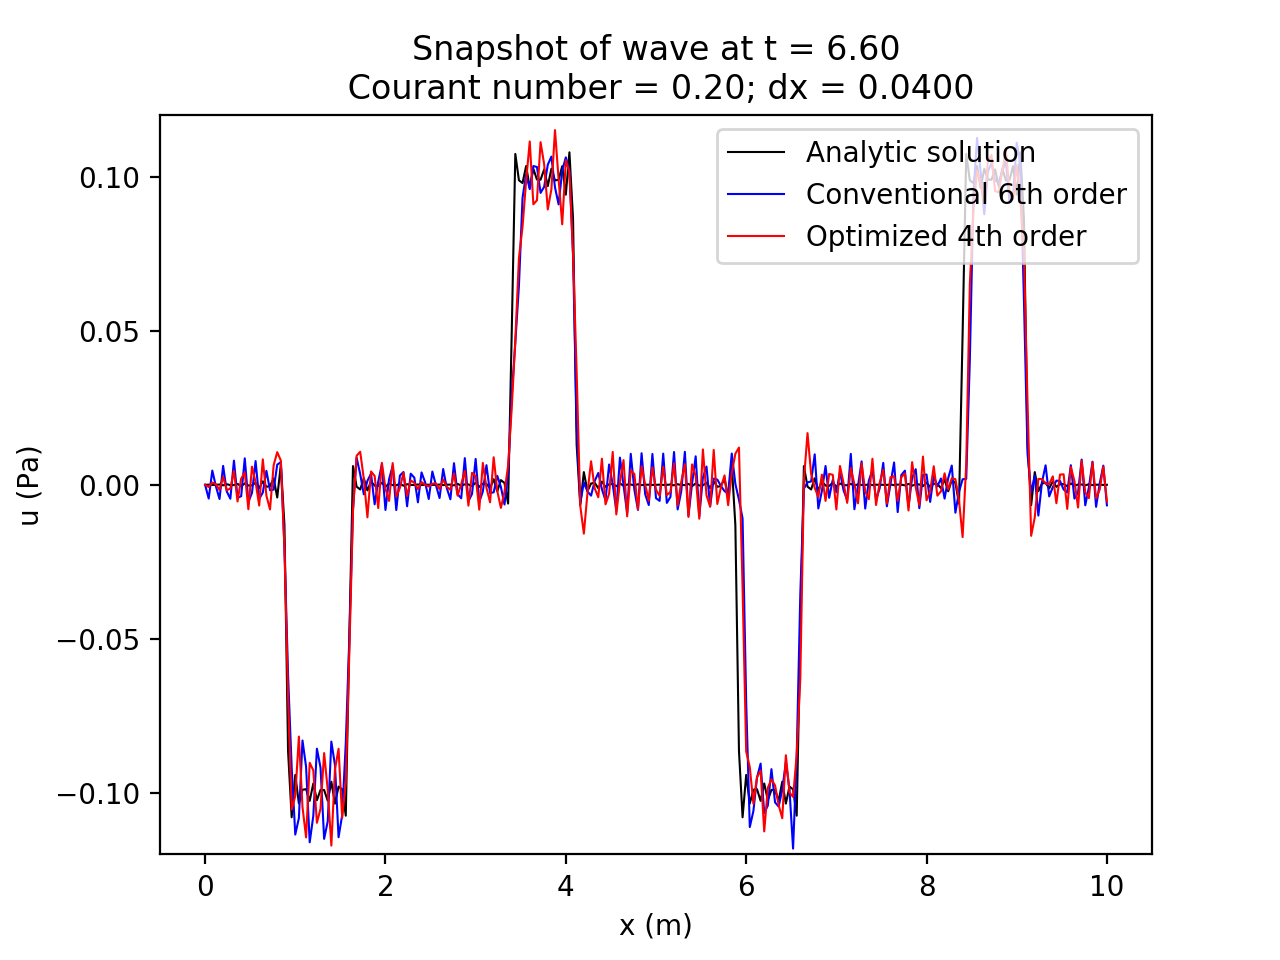 Snapshot of wave at t = 6.60
Courant number = 0.20; dx = 0.0400
Analytic solution
Conventional 6th order
Optimized 4th order
0.10
0.05
0.00
−0.05
−0.10
u (Pa)
0 2 4 6 8 10
x (m)